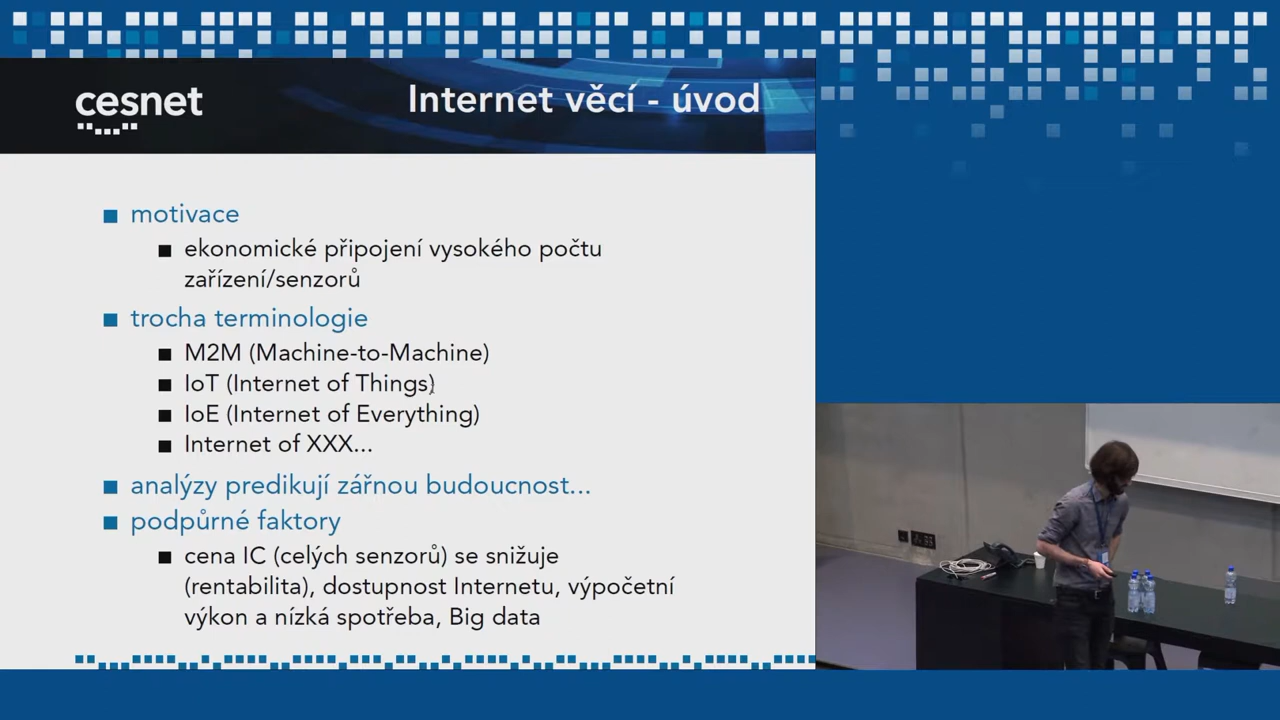 cesnet
Internet věcí - úvod
motivace
ekonomické připojení vysokého počtu
zařízení/senzorů
trocha terminologie
M2M (Machine-to-Machine)
IoT (Internet of Things)
IoE (Internet of Everything)
Internet of XXX...
analýzy predikují zářnou budoucnost...
podpůrné faktory
cena IC (celých senzorů) se snižuje
(rentabilita), dostupnost Internetu, výpočetní
výkon a nízká spotřeba, Big data